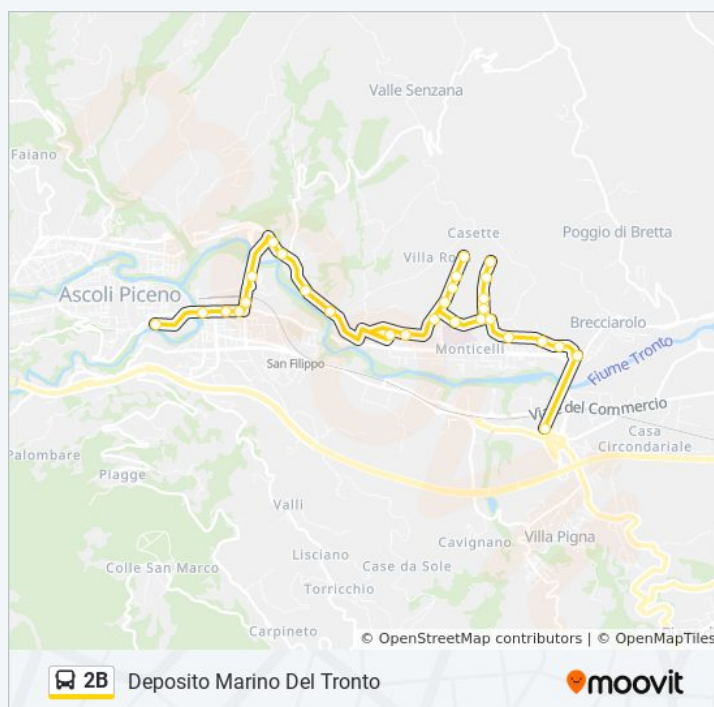 Valle Senzana
Faiano
Casette
Poggio di Bretta
Villa Ro
Ascoli Piceno
Brecciarolo
Monticelli
Fiume Tronto
San Filippo
Viale del Commercio
Casa
Circondariale
Palombare
Piagge
Valli
Villa Pigna
Cavignano
Lisciano
Case da Sole
Colle San Marco
Torricchio
Carpineto
© OpenStreetMap contributors | © OpenMapTiles
2B Deposito Marino Del Tronto moovit